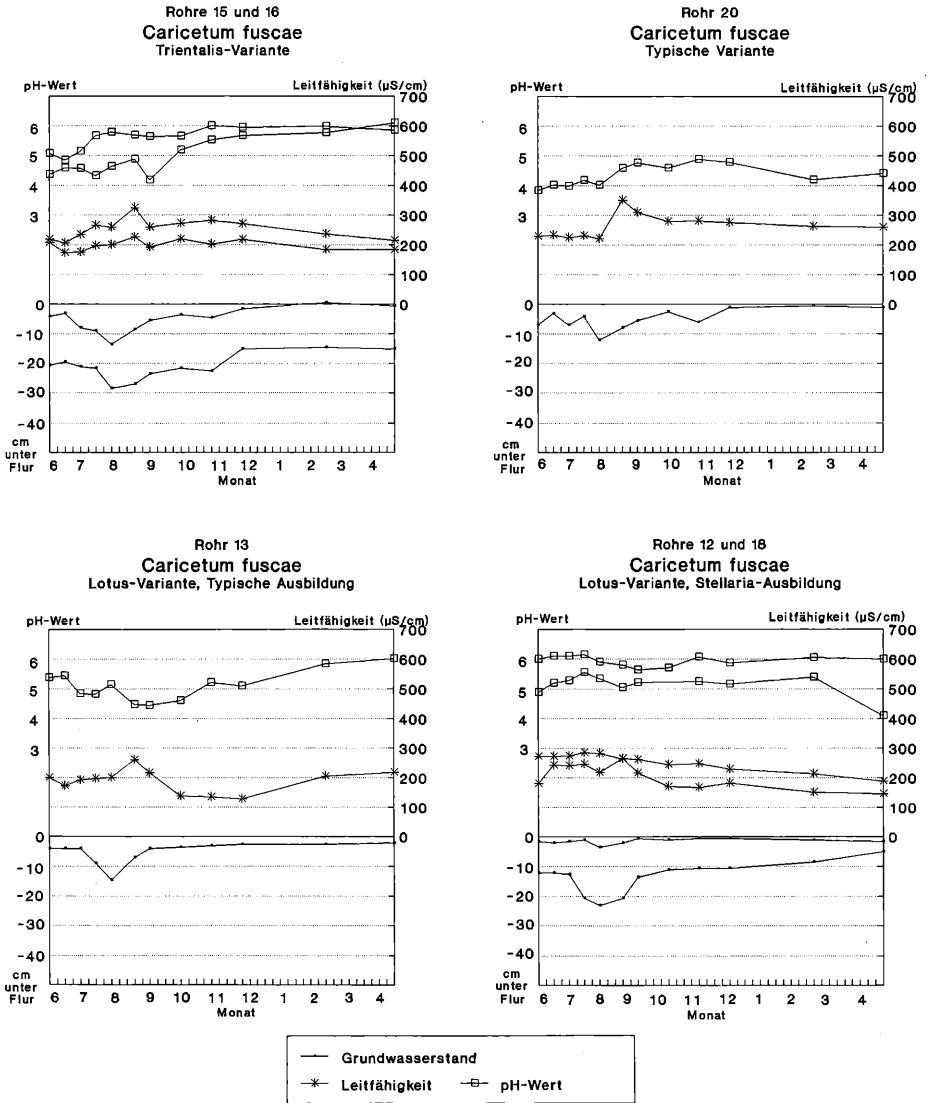 Rohre 15 und 16
Caricetum fuscae
Trientalis-Variante
pH-Wert
Leitfähigkeit (µS/cm)
700
6
600
5
500
4
400
3
300
200
100
0
0
-10
-20
-30
-40
cm
unter
Flur
6 7 8 9 10 11 12 1 2 3 4
Monat
Rohr 20
Caricetum fuscae
Typische Variante
pH-Wert
Leitfähigkeit (µS/cm)
700
6
600
5
500
4
400
3
300
200
100
0
0
-10
-20
-30
-40
cm
unter
Flur
6 7 8 9 10 11 12 1 2 3 4
Monat
Rohr 13
Caricetum fuscae
Lotus-Variante, Typische Ausbildung
pH-Wert
Leitfähigkeit (µS/cm)
700
6
600
5
500
4
400
3
300
200
100
0
0
-10
-20
-30
-40
cm
unter
Flur
6 7 8 9 10 11 12 1 2 3 4
Monat
Rohre 12 und 18
Caricetum fuscae
Lotus-Variante, Stellaria-Ausbildung
pH-Wert
Leitfähigkeit (µS/cm)
700
6
600
5
500
4
400
3
300
200
100
0
0
-10
-20
-30
-40
cm
unter
Flur
6 7 8 9 10 11 12 1 2 3 4
Monat
Grundwasserstand
Leitfähigkeit
pH-Wert